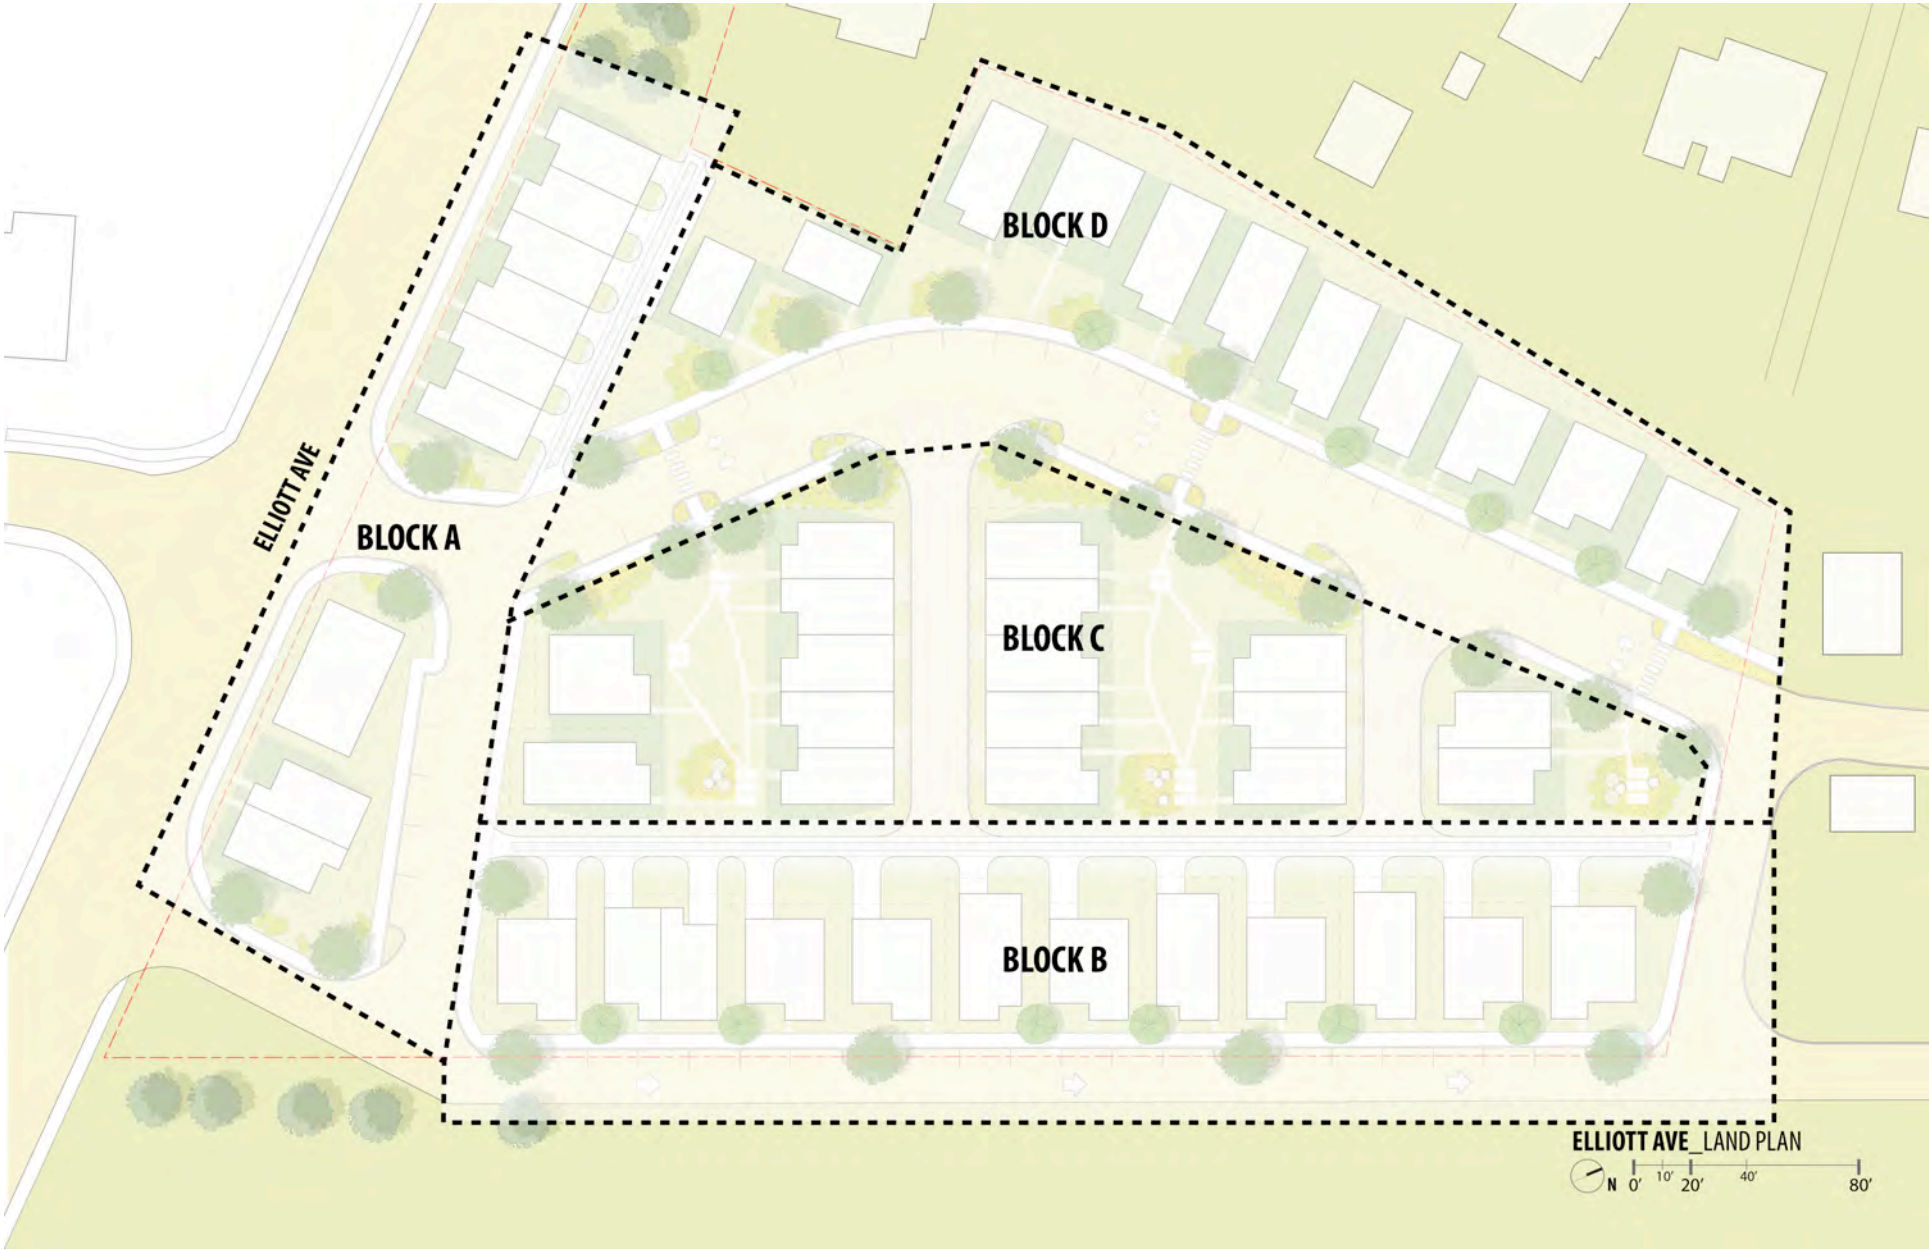 BLOCK D
ELLIOTT AVE
BLOCK A
BLOCK C
BLOCK B
ELLIOTT AVE_LAND PLAN
N 0' 10' 20' 40' 80'